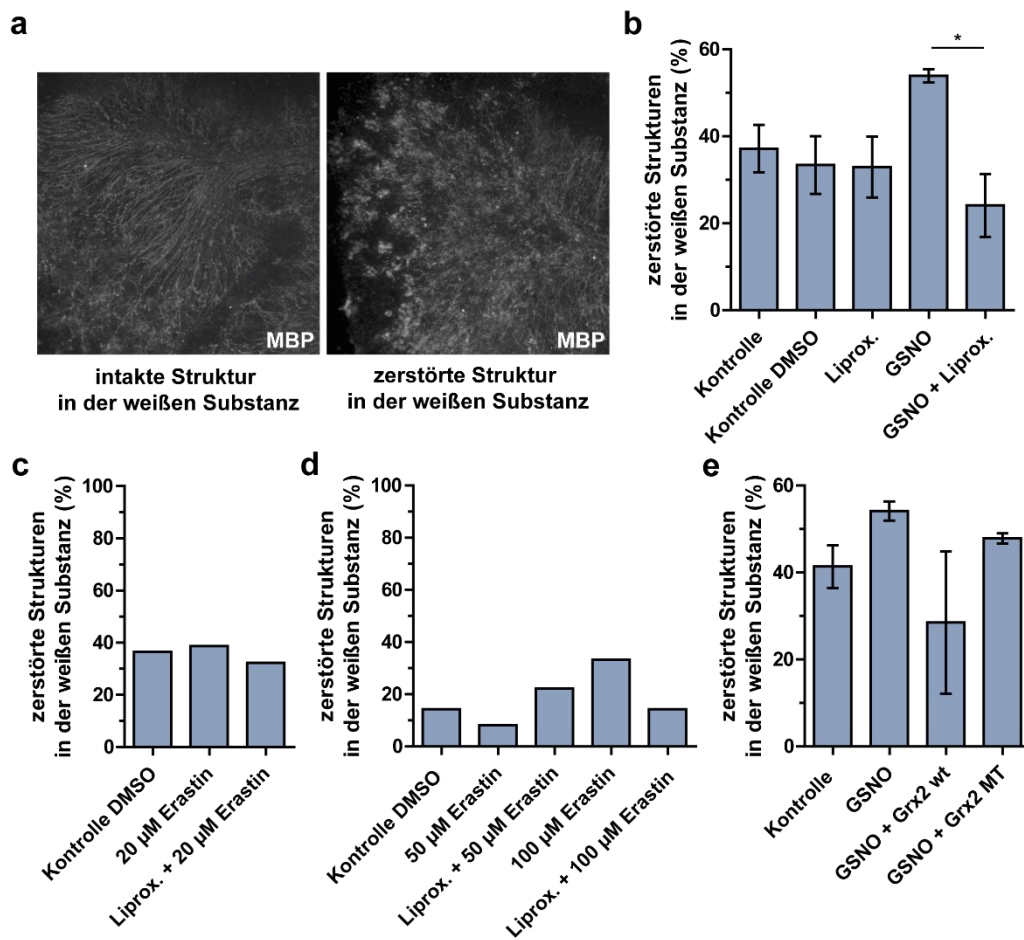 a
MBP
MBP
intakte Struktur
in der weißen Substanz
zerstörte Struktur
in der weißen Substanz
b
zerstörte Strukturen
in der weißen Substanz (%)
60
40
20
0
*
Kontrolle
Kontrolle DMSO
Liprox.
GSNO
GSNO + Liprox.
c
zerstörte Strukturen
in der weißen Substanz (%)
100
80
60
40
20
0
Kontrolle DMSO
20 µM Erastin
Liprox. + 20 µM Erastin
d
zerstörte Strukturen
in der weißen Substanz (%)
100
80
60
40
20
0
Kontrolle DMSO
50 µM Erastin
Liprox. + 50 µM Erastin
100 µM Erastin
Liprox. + 100 µM Erastin
e
zerstörte Strukturen
in der weißen Substanz (%)
60
40
20
0
Kontrolle
GSNO
GSNO + Grx2 wt
GSNO + Grx2 MT